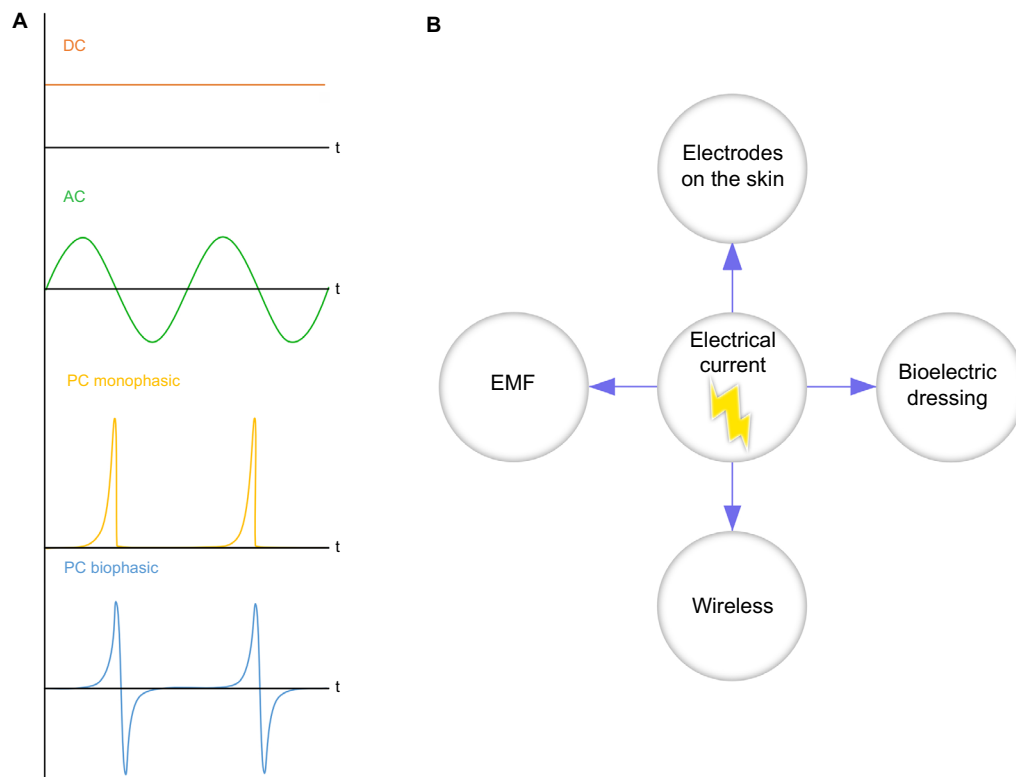 A
DC
t
AC
t
PC monophasic
t
PC biophasic
t
B
Electrodes
on the skin
EMF
Electrical
current
Bioelectric
dressing
Wireless